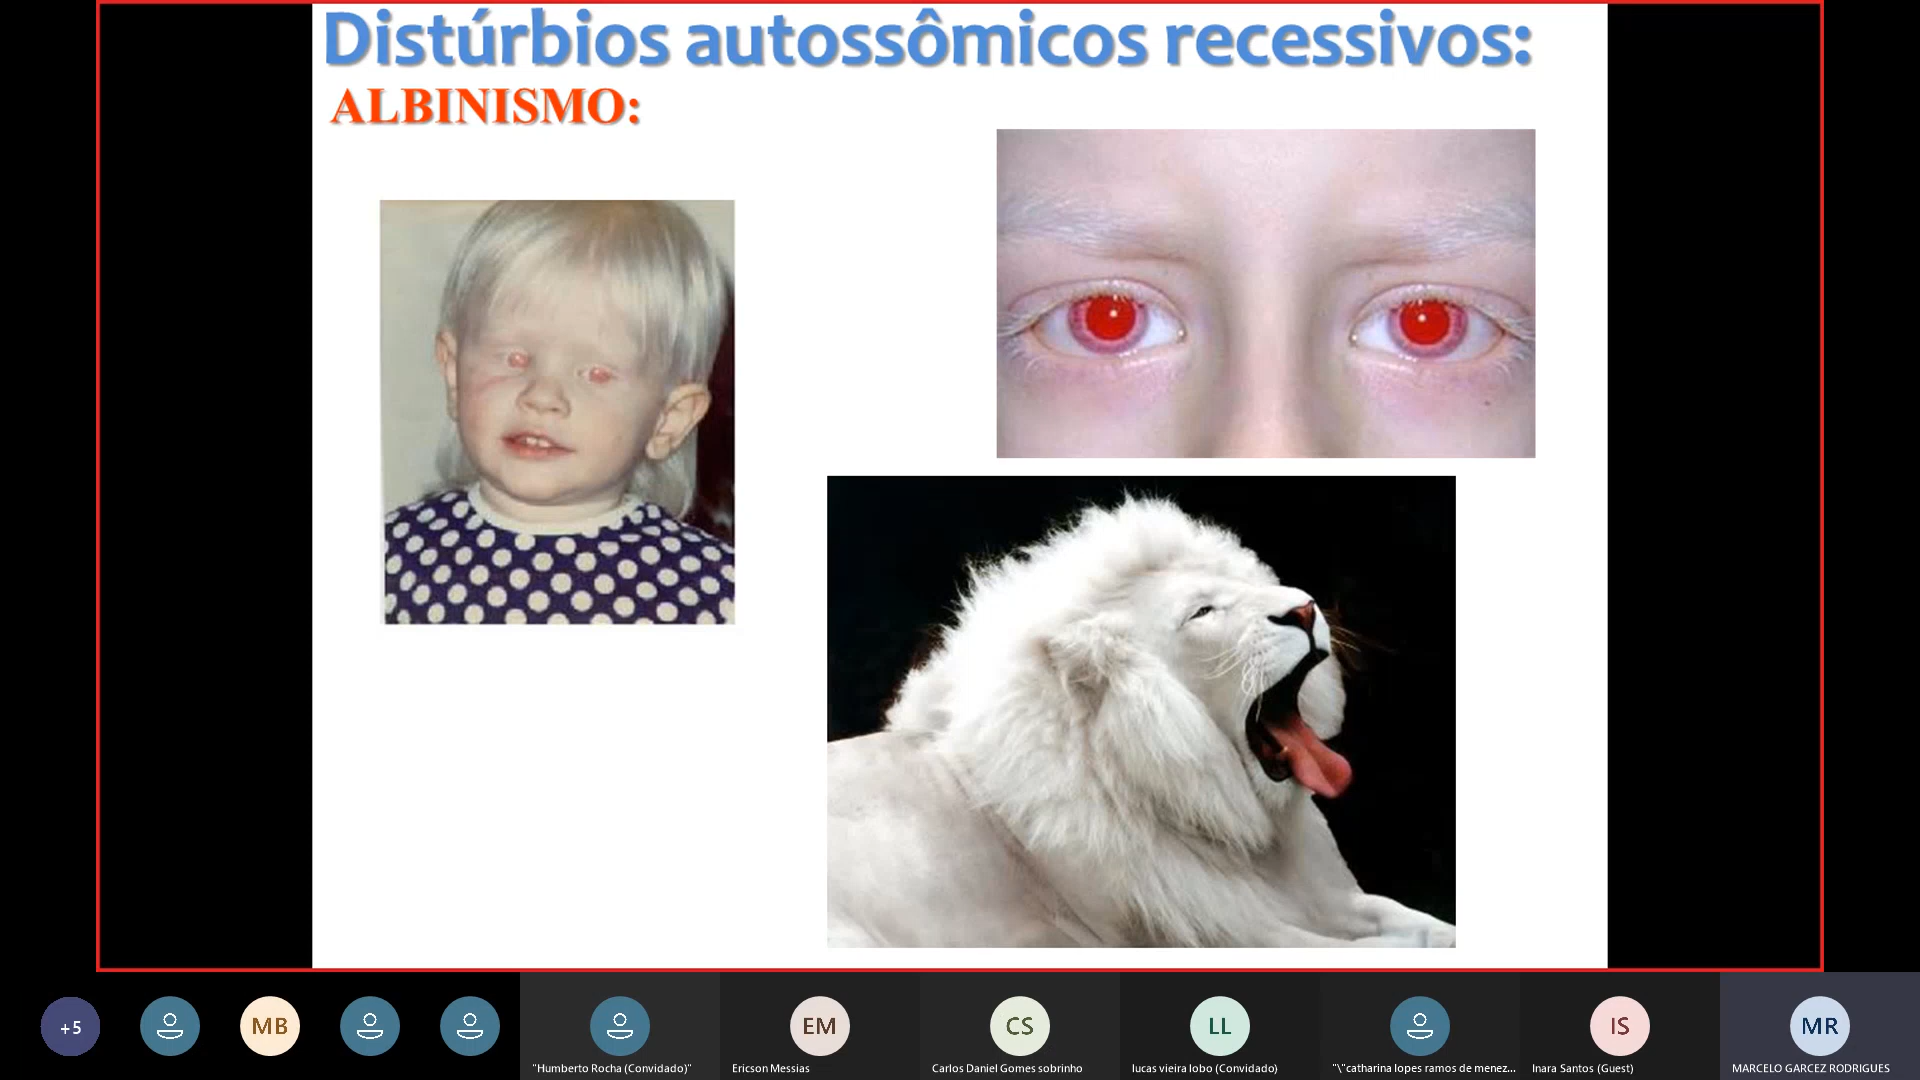 Distúrbios autossômicos recessivos:
ALBINISMO:
+5
MB
EM
CS
LL
IS
MR
"Humberto Rocha (Convidado)"
Ericson Messias
Carlos Daniel Gomes sobrinho
lucas vieira lobo (Convidado)
"\"catharina lopes ramos de menez...
Inara Santos (Guest)
MARCELO GARCEZ RODRIGUES